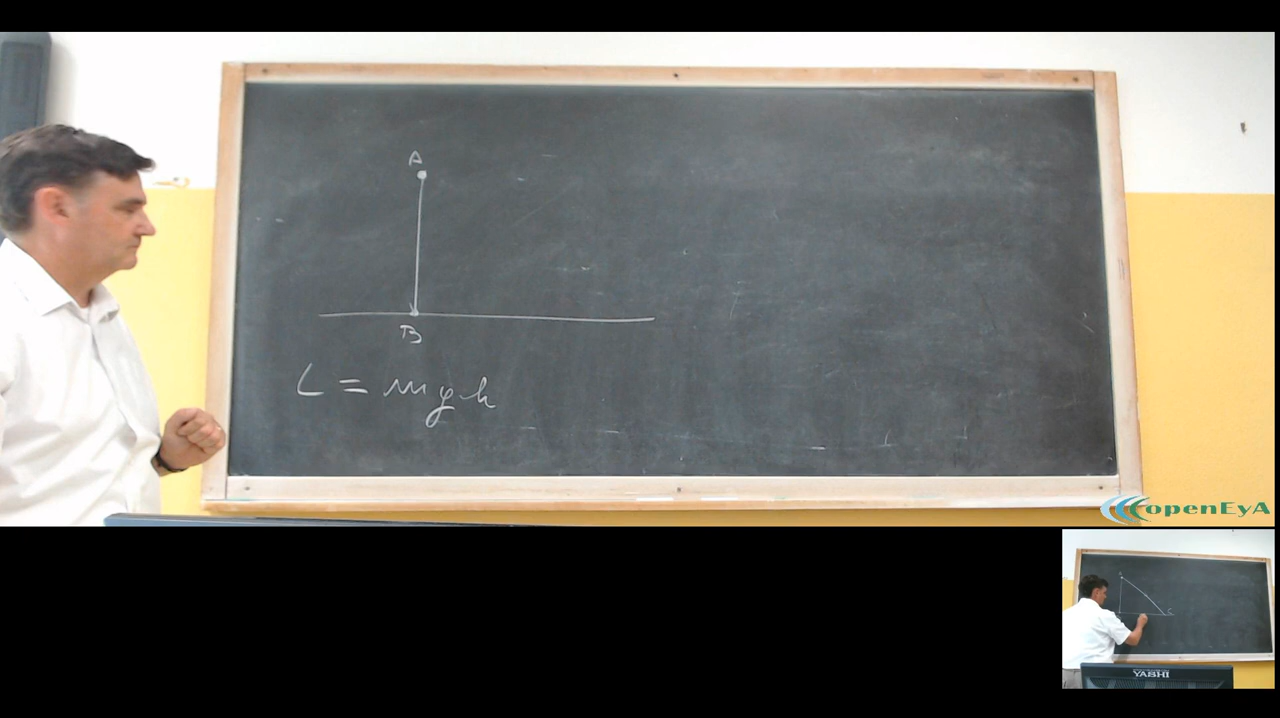 A
B
L = mgh
openEyA
C
YASHI